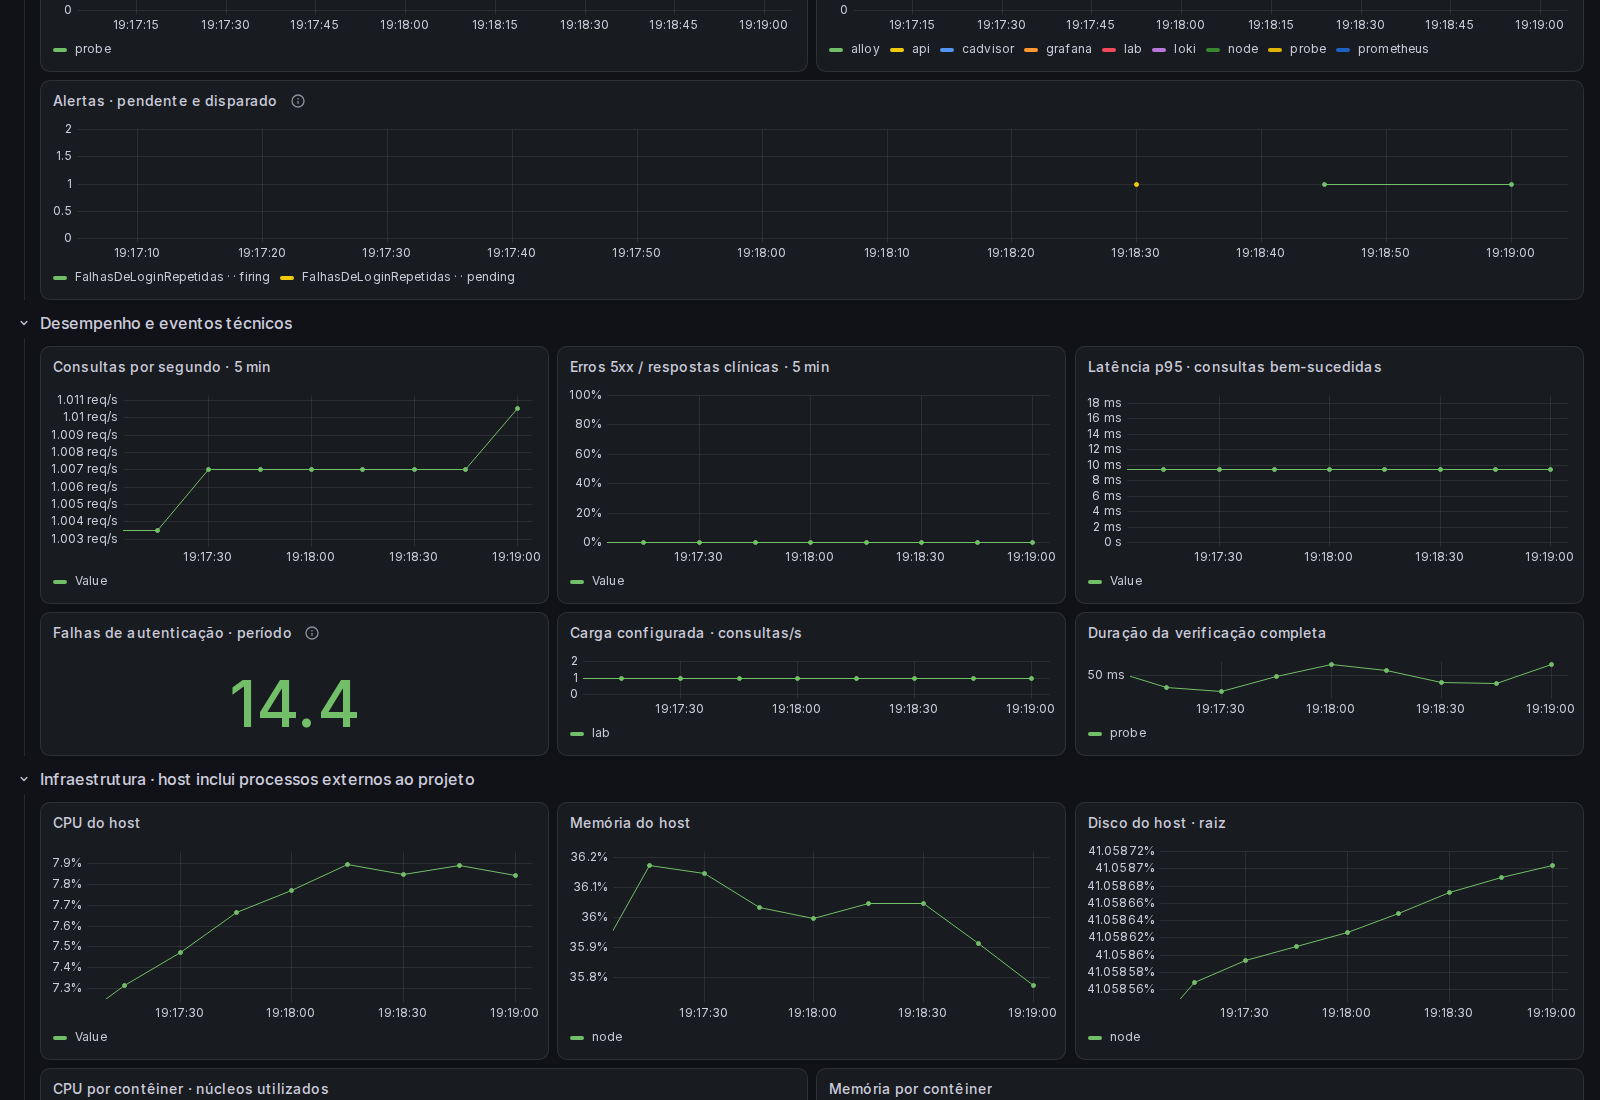 0
19:17:15 19:17:30 19:17:45 19:18:00 19:18:15 19:18:30 19:18:45 19:19:00
probe
0
19:17:15 19:17:30 19:17:45 19:18:00 19:18:15 19:18:30 19:18:45 19:19:00
alloy api cadvisor grafana lab loki node probe prometheus
Alertas · pendente e disparado
2
1.5
1
0.5
0
19:17:10 19:17:20 19:17:30 19:17:40 19:17:50 19:18:00 19:18:10 19:18:20 19:18:30 19:18:40 19:18:50 19:19:00
FalhasDeLoginRepetidas · · firing FalhasDeLoginRepetidas · · pending
Desempenho e eventos técnicos
Consultas por segundo · 5 min
1.011 req/s
1.01 req/s
1.009 req/s
1.008 req/s
1.007 req/s
1.006 req/s
1.005 req/s
1.004 req/s
1.003 req/s
19:17:30 19:18:00 19:18:30 19:19:00
Value
Erros 5xx / respostas clínicas · 5 min
100%
80%
60%
40%
20%
0%
19:17:30 19:18:00 19:18:30 19:19:00
Value
Latência p95 · consultas bem-sucedidas
18 ms
16 ms
14 ms
12 ms
10 ms
8 ms
6 ms
4 ms
2 ms
0 s
19:17:30 19:18:00 19:18:30 19:19:00
Value
Falhas de autenticação · período
14.4
Carga configurada · consultas/s
2
1
0
19:17:30 19:18:00 19:18:30 19:19:00
lab
Duração da verificação completa
50 ms
19:17:30 19:18:00 19:18:30 19:19:00
probe
Infraestrutura · host inclui processos externos ao projeto
CPU do host
7.9%
7.8%
7.7%
7.6%
7.5%
7.4%
7.3%
19:17:30 19:18:00 19:18:30 19:19:00
Value
Memória do host
36.2%
36.1%
36%
35.9%
35.8%
19:17:30 19:18:00 19:18:30 19:19:00
node
Disco do host · raiz
41.05872%
41.0587%
41.05868%
41.05866%
41.05864%
41.05862%
41.0586%
41.05858%
41.05856%
19:17:30 19:18:00 19:18:30 19:19:00
node
CPU por contêiner · núcleos utilizados
Memória por contêiner